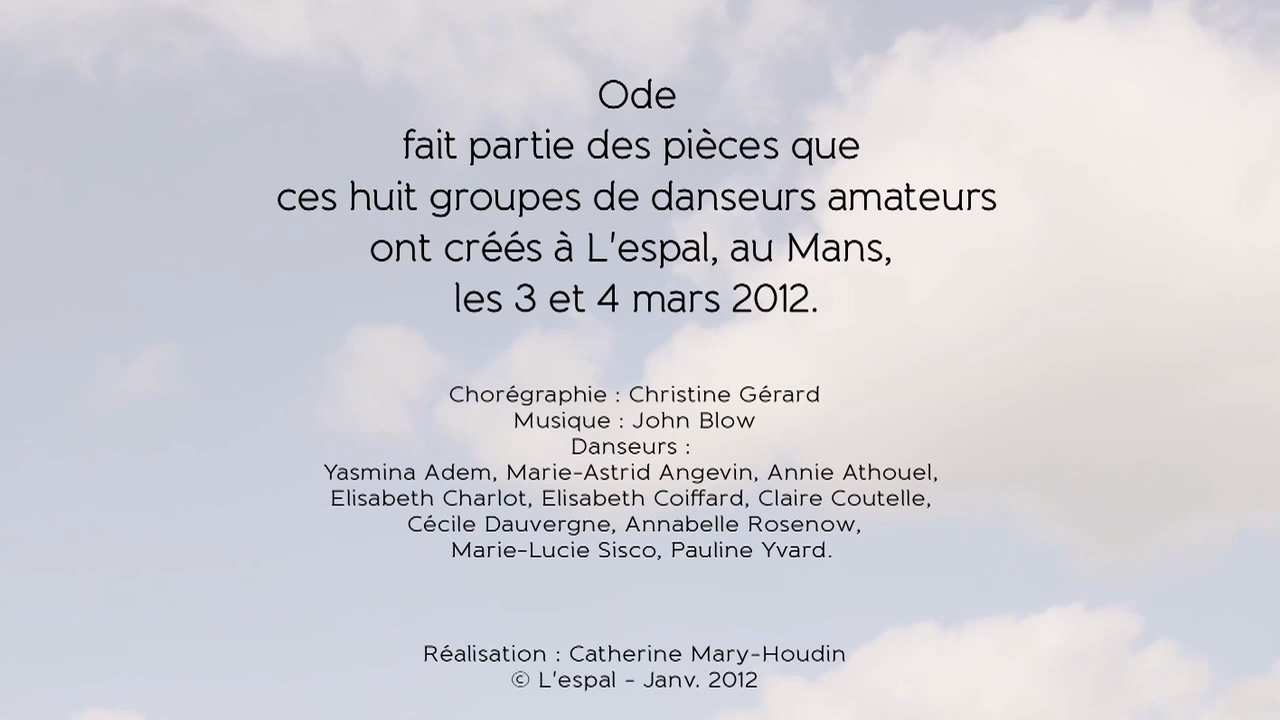 Ode
fait partie des pièces que
ces huit groupes de danseurs amateurs
ont créés à L'espal, au Mans,
les 3 et 4 mars 2012.
Chorégraphie : Christine Gérard
Musique : John Blow
Danseurs :
Yasmina Adem, Marie-Astrid Angevin, Annie Athouel,
Elisabeth Charlot, Elisabeth Coiffard, Claire Coutelle,
Cécile Dauvergne, Annabelle Rosenow,
Marie-Lucie Sisco, Pauline Yvard.
Réalisation : Catherine Mary-Houdin
© L'espal - Janv. 2012